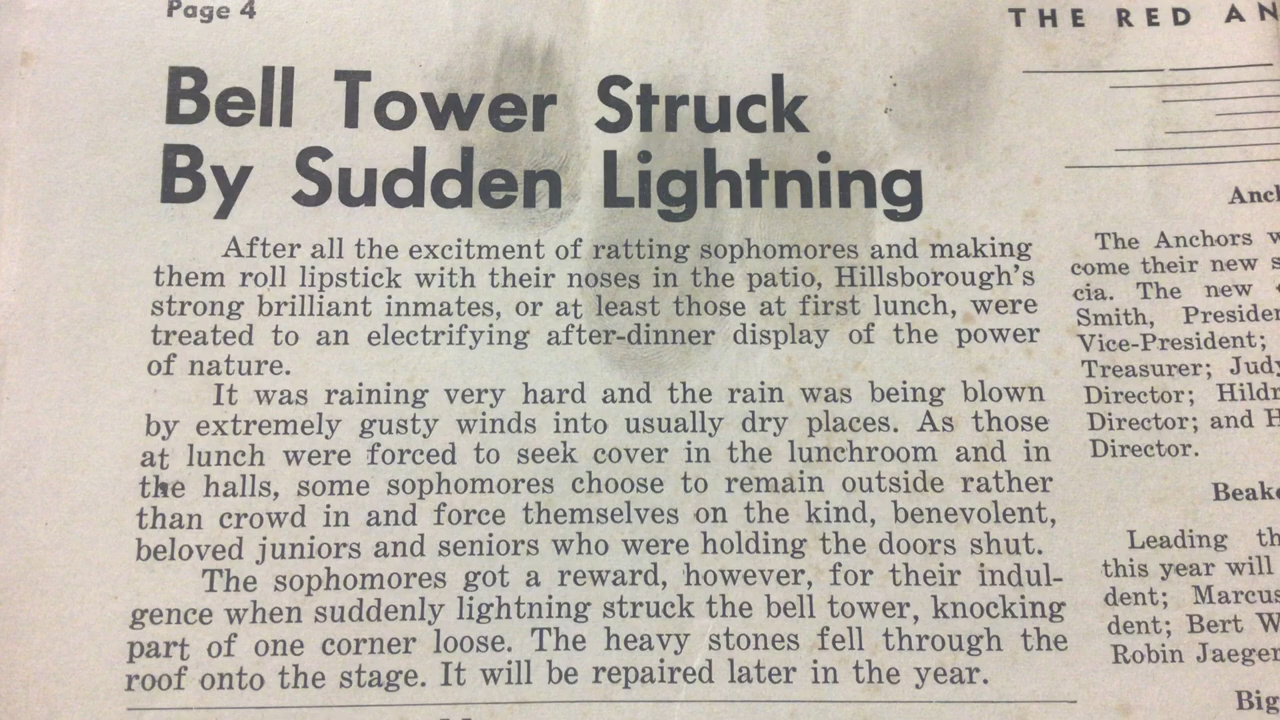 Page 4
THE RED
Bell Tower Struck
By Sudden Lightning
After all the excitment of ratting sophomores and making
them roll lipstick with their noses in the patio, Hillsborough's
strong brilliant inmates, or at least those at first lunch, were
treated to an electrifying after-dinner display of the power
of nature.
It was raining very hard and the rain was being blown
by extremely gusty winds into usually dry places. As those
at lunch were forced to seek cover in the lunchroom and in
the halls, some sophomores choose to remain outside rather
than crowd in and force themselves on the kind, benevolent,
beloved juniors and seniors who were holding the doors shut.
The sophomores got a reward, however, for their indul-
gence when suddenly lightning struck the bell tower, knocking
part of one corner loose. The heavy stones fell through the
roof onto the stage. It will be repaired later in the year.
The Anchors
come their new
cia. The new
Smith,
Vice-President;
Treasurer;
Director;
Director; and
Director.
Leading
this year will
dent; Marcus
dent; Bert
Robin Jaeger
Big